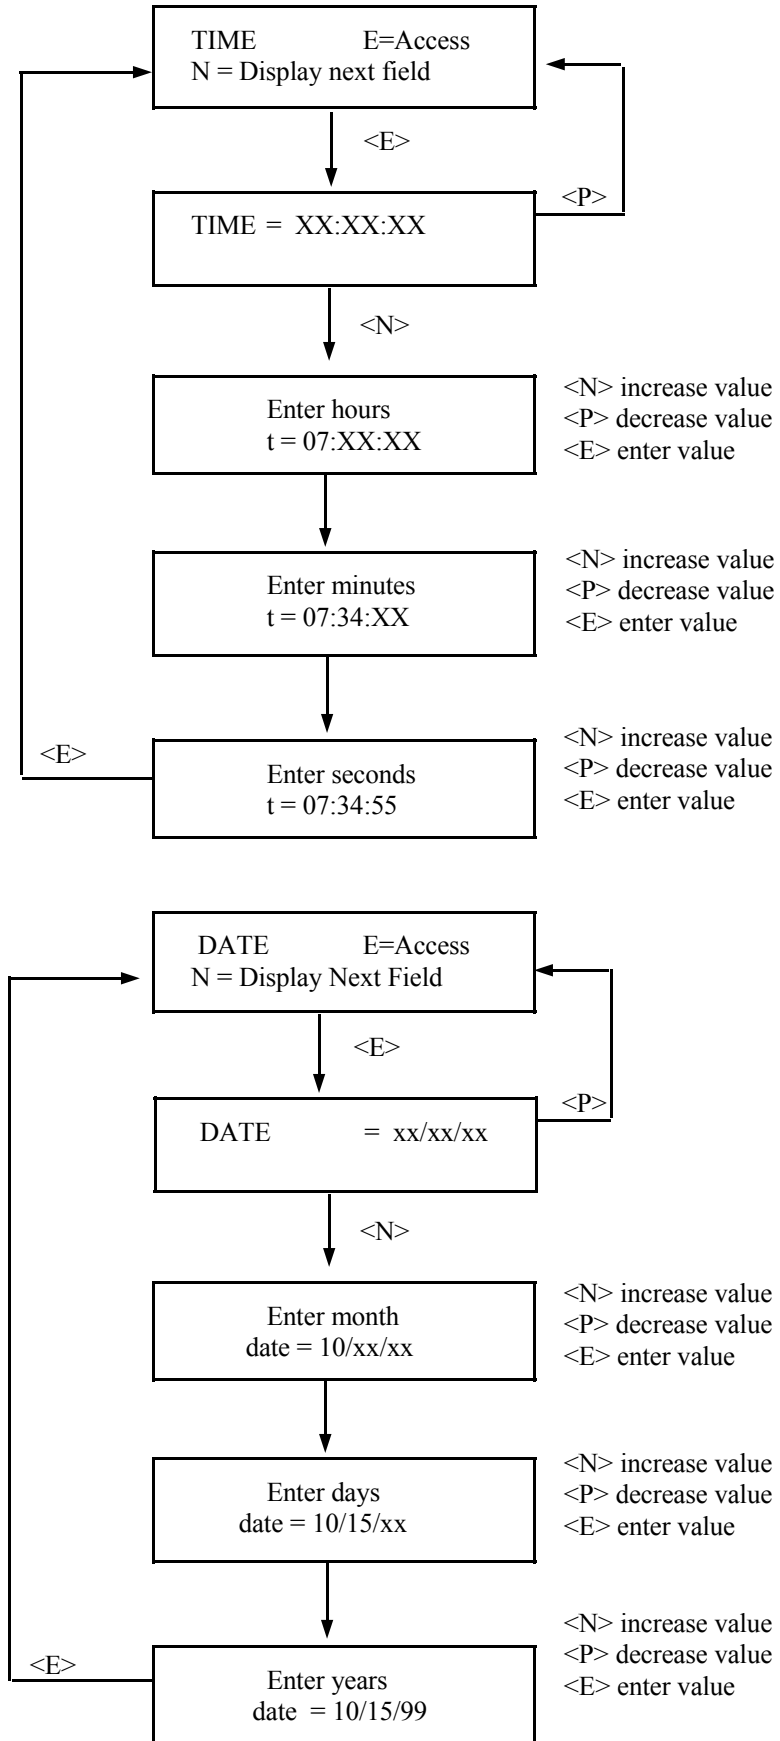 TIME E=Access
N = Display next field
<E>
<P>
TIME = XX:XX:XX
<N>
Enter hours
t = 07:XX:XX
<N> increase value
<P> decrease value
<E> enter value
Enter minutes
t = 07:34:XX
<N> increase value
<P> decrease value
<E> enter value
<E>
Enter seconds
t = 07:34:55
<N> increase value
<P> decrease value
<E> enter value
DATE E=Access
N = Display Next Field
<E>
<P>
DATE = xx/xx/xx
<N>
Enter month
date = 10/xx/xx
<N> increase value
<P> decrease value
<E> enter value
Enter days
date = 10/15/xx
<N> increase value
<P> decrease value
<E> enter value
<E>
Enter years
date = 10/15/99
<N> increase value
<P> decrease value
<E> enter value